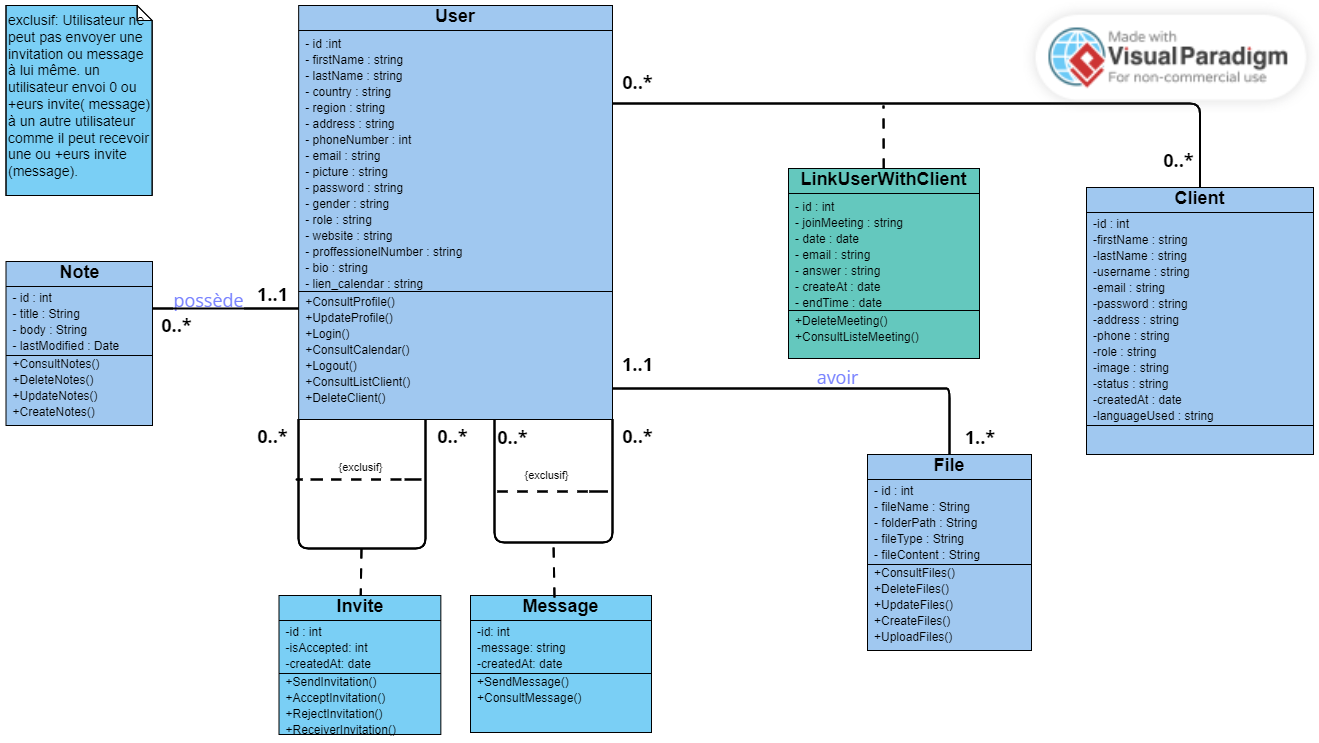 exclusif: Utilisateur ne
peut pas envoyer une
invitation ou message
à lui même. un
utilisateur envoi 0 ou
+eurs invite( message)
à un autre utilisateur
comme il peut recevoir
une ou +eurs invite
(message).
User
- id :int
- firstName : string
- lastName : string
- country : string
- region : string
- address : string
- phoneNumber : int
- email : string
- picture : string
- password : string
- gender : string
- role : string
- website : string
- proffessionelNumber : string
- bio : string
- lien_calendar : string
+ConsultProfile()
+UpdateProfile()
+Login()
+ConsultCalendar()
+Logout()
+ConsultListClient()
+DeleteClient()
Made with
Visual Paradigm
For non-commercial use
0..*
0..*
LinkUserWithClient
- id : int
- joinMeeting : string
- date : date
- email : string
- answer : string
- createAt : date
- endTime : date
+DeleteMeeting()
+ConsultListeMeeting()
Client
-id : int
-firstName : string
-lastName : string
-username : string
-email : string
-password : string
-address : string
-phone : string
-role : string
-image : string
-status : string
-createdAt : date
-languageUsed : string
Note
- id : int
- title : String
- body : String
- lastModified : Date
+ConsultNotes()
+DeleteNotes()
+UpdateNotes()
+CreateNotes()
possède
1..1
0..*
1..1
avoir
1..*
File
- id : int
- fileName : String
- folderPath : String
- fileType : String
- fileContent : String
+ConsultFiles()
+DeleteFiles()
+UpdateFiles()
+CreateFiles()
+UploadFiles()
0..*
0..*
0..*
0..*
{exclusif}
{exclusif}
Invite
-id : int
-isAccepted: int
-createdAt: date
+SendInvitation()
+AcceptInvitation()
+RejectInvitation()
+ReceiverInvitation()
Message
-id: int
-message: string
-createdAt: date
+SendMessage()
+ConsultMessage()